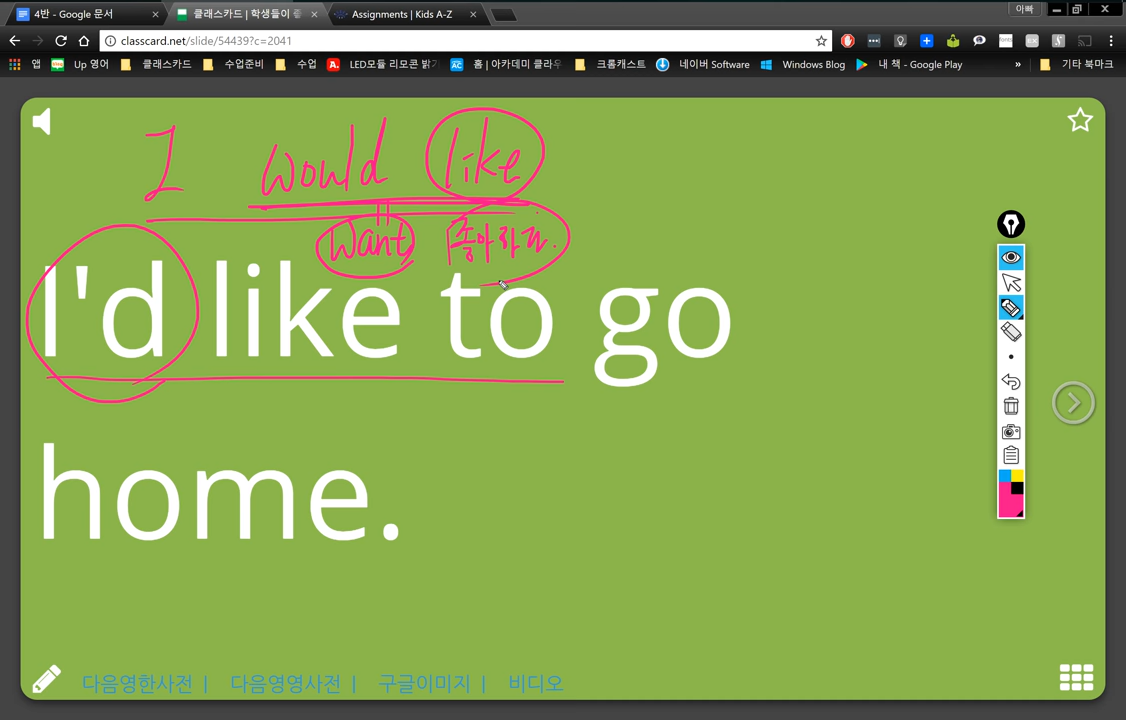 4반 - Google 문서
클래스카드 | 학생들이 좋
Assignments | Kids A-Z
아빠
classcard.net/slide/54439?c=2041
앱 Up 영어 클래스카드 수업준비 수업 LED모듈 리모콘 밝기 홈 | 아카데미 클라우 크롬캐스트 네이버 Software Windows Blog 내 책 - Google Play » 기타 북마크
I would like
want 좋아하다.
I'd like to go
home.
다음영한사전 | 다음영영사전 | 구글이미지 | 비디오